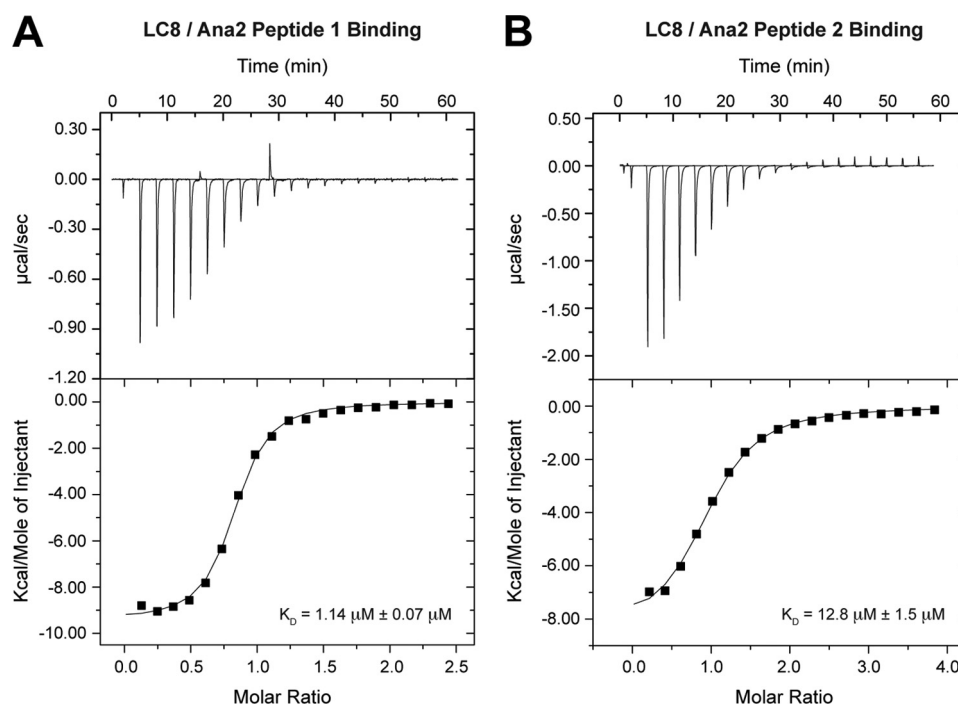 A
LC8 / Ana2 Peptide 1 Binding
Time (min)
0 10 20 30 40 50 60
0.30
0.00
-0.30
-0.60
-0.90
-1.20
µcal/sec
0.00
-2.00
-4.00
-6.00
-8.00
-10.00
Kcal/Mole of Injectant
K_D = 1.14 µM ± 0.07 µM
0.0 0.5 1.0 1.5 2.0 2.5
Molar Ratio
B
LC8 / Ana2 Peptide 2 Binding
Time (min)
0 10 20 30 40 50 60
0.50
0.00
-0.50
-1.00
-1.50
-2.00
µcal/sec
0.00
-2.00
-4.00
-6.00
-8.00
Kcal/Mole of Injectant
K_D = 12.8 µM ± 1.5 µM
0.0 1.0 2.0 3.0 4.0
Molar Ratio